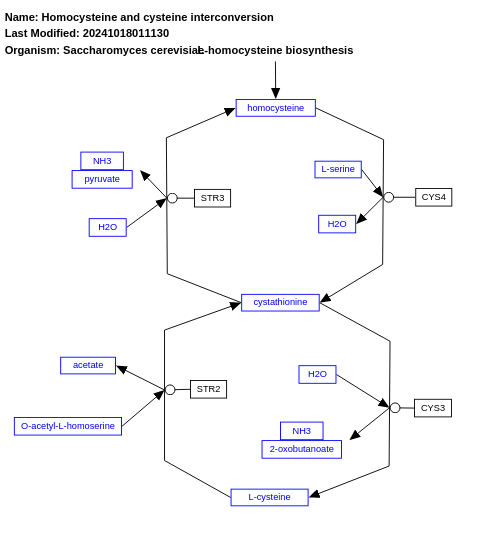 Name: Homocysteine and cysteine interconversion
Last Modified: 20241018011130
Organism: Saccharomyces cerevisiae
L-homocysteine biosynthesis
homocysteine
NH3
pyruvate
L-serine
STR3
CYS4
H2O
H2O
cystathionine
acetate
H2O
STR2
CYS3
O-acetyl-L-homoserine
NH3
2-oxobutanoate
L-cysteine